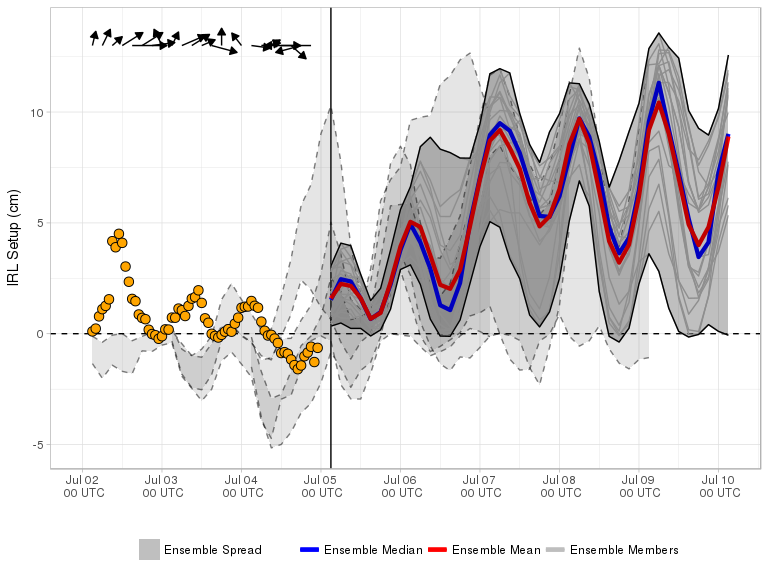 IRL Setup (cm)
10
5
0
-5
Jul 02 Jul 03 Jul 04 Jul 05 Jul 06 Jul 07 Jul 08 Jul 09 Jul 10
00 UTC 00 UTC 00 UTC 00 UTC 00 UTC 00 UTC 00 UTC 00 UTC 00 UTC
Ensemble Spread Ensemble Median Ensemble Mean Ensemble Members